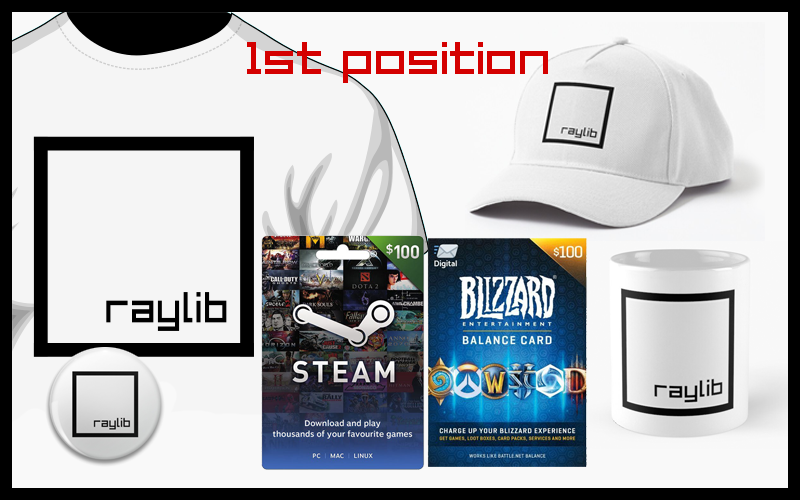 1st position
raylib
raylib
raylib
raylib
$100
STEAM
Download and play
thousands of your favourite games
PC | MAC | LINUX
Digital
$100
BLIZZARD
ENTERTAINMENT
BALANCE CARD
CHARGE UP YOUR BLIZZARD EXPERIENCE
GET GAMES, LOOT BOXES, CARD PACKS, SERVICES AND MORE
WORKS LIKE BATTLE.NET BALANCE